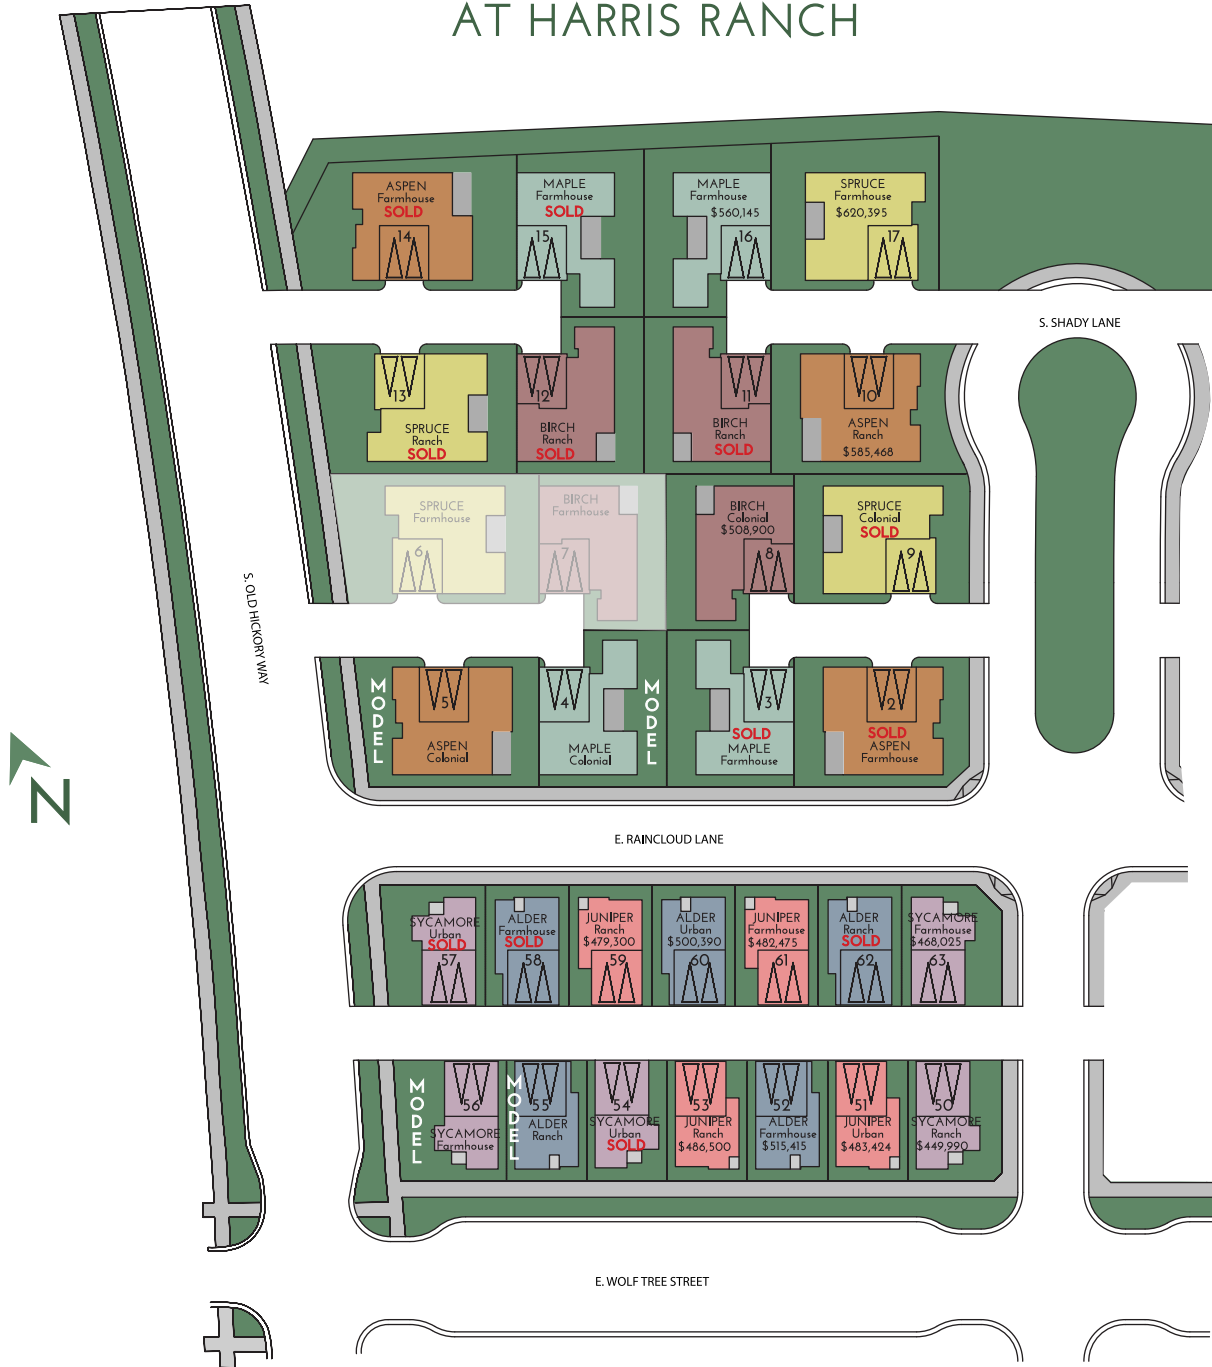 AT HARRIS RANCH
ASPEN
Farmhouse
SOLD
14
MAPLE
Farmhouse
SOLD
15
MAPLE
Farmhouse
$560,145
16
SPRUCE
Farmhouse
$620,395
17
S. SHADY LANE
13
SPRUCE
Ranch
SOLD
12
BIRCH
Ranch
SOLD
11
BIRCH
Ranch
SOLD
10
ASPEN
Ranch
$585,468
SPRUCE
Farmhouse
6
BIRCH
Farmhouse
7
BIRCH
Colonial
$508,900
8
SPRUCE
Colonial
SOLD
9
S. OLD HICKORY WAY
MODEL
5
ASPEN
Colonial
4
MAPLE
Colonial
MODEL
3
SOLD
MAPLE
Farmhouse
2
SOLD
ASPEN
Farmhouse
N
E. RAINCLOUD LANE
SYCAMORE
Urban
SOLD
57
ALDER
Farmhouse
SOLD
58
JUNIPER
Ranch
$479,300
59
ALDER
Urban
$500,390
60
JUNIPER
Farmhouse
$482,475
61
ALDER
Ranch
SOLD
62
SYCAMORE
Farmhouse
$468,025
63
MODEL
56
SYCAMORE
Farmhouse
MODEL
55
ALDER
Ranch
54
SYCAMORE
Urban
SOLD
53
JUNIPER
Ranch
$486,500
52
ALDER
Farmhouse
$515,415
51
JUNIPER
Urban
$483,424
50
SYCAMORE
Ranch
$449,990
E. WOLF TREE STREET